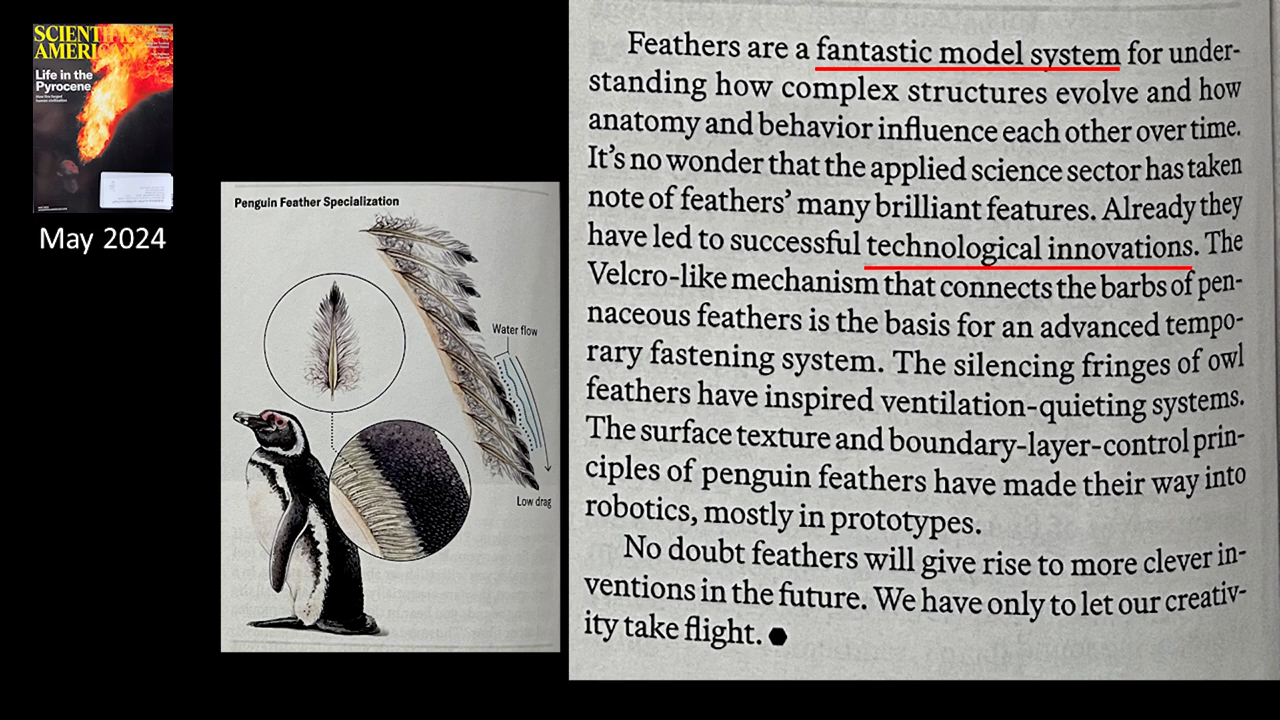 SCIENTIFIC
AMERICAN
Life in the
Pyrocene
May 2024
Penguin Feather Specialization
Water flow
Low drag
Feathers are a fantastic model system for under-
standing how complex structures evolve and how
anatomy and behavior influence each other over time.
It's no wonder that the applied science sector has taken
note of feathers' many brilliant features. Already they
have led to successful technological innovations. The
Velcro-like mechanism that connects the barbs of pen-
naceous feathers is the basis for an advanced tempo-
rary fastening system. The silencing fringes of owl
feathers have inspired ventilation-quieting systems.
The surface texture and boundary-layer-control prin-
ciples of penguin feathers have made their way into
robotics, mostly in prototypes.
No doubt feathers will give rise to more clever in-
ventions in the future. We have only to let our creativ-
ity take flight.